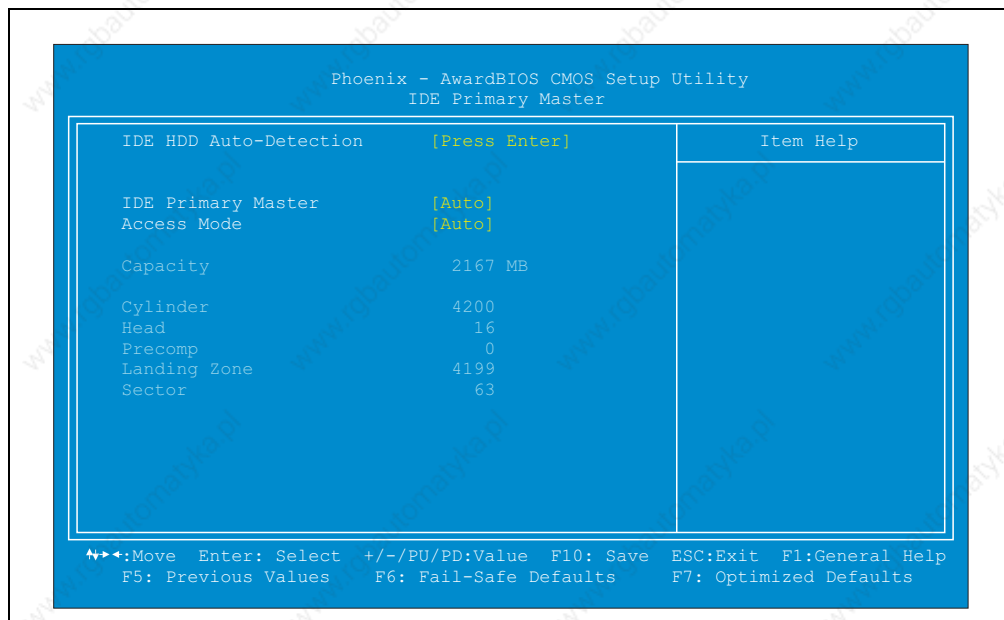 Phoenix - AwardBIOS CMOS Setup Utility
IDE Primary Master
IDE HDD Auto-Detection [Press Enter]
Item Help
IDE Primary Master [Auto]
Access Mode [Auto]
Capacity 2167 MB
Cylinder 4200
Head 16
Precomp 0
Landing Zone 4199
Sector 63
:Move Enter: Select +/-/PU/PD:Value F10: Save ESC:Exit F1:General Help
F5: Previous Values F6: Fail-Safe Defaults F7: Optimized Defaults
www.rgbautomatyka.pl